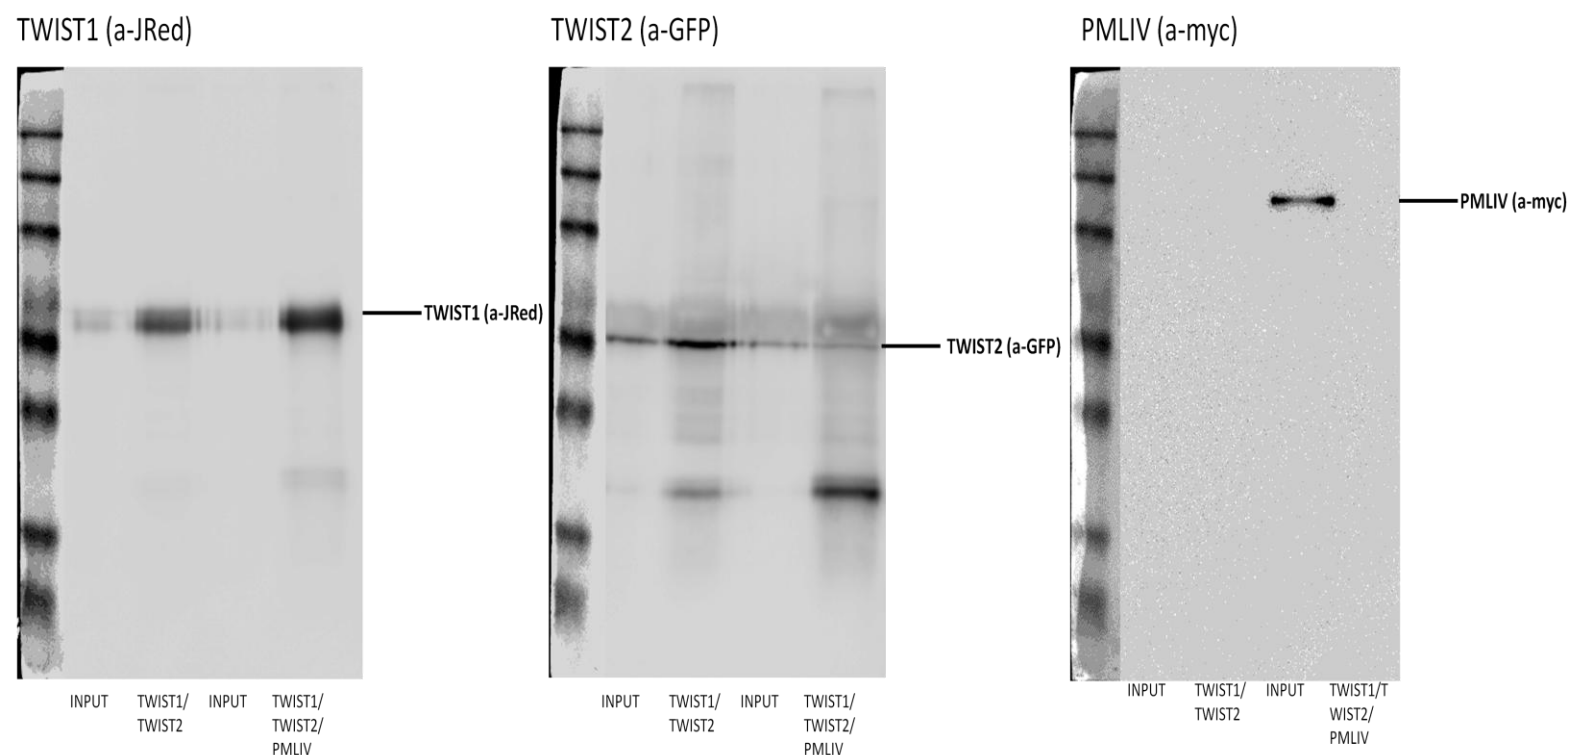 TWIST1 (a-JRed)
TWIST2 (a-GFP)
PMLIV (a-myc)
TWIST1 (a-JRed)
TWIST2 (a-GFP)
PMLIV (a-myc)
INPUT
TWIST1/
TWIST2
INPUT
TWIST1/
TWIST2/
PMLIV
INPUT
TWIST1/
TWIST2
INPUT
TWIST1/
TWIST2/
PMLIV
INPUT
TWIST1/
TWIST2
INPUT
TWIST1/T
WIST2/
PMLIV